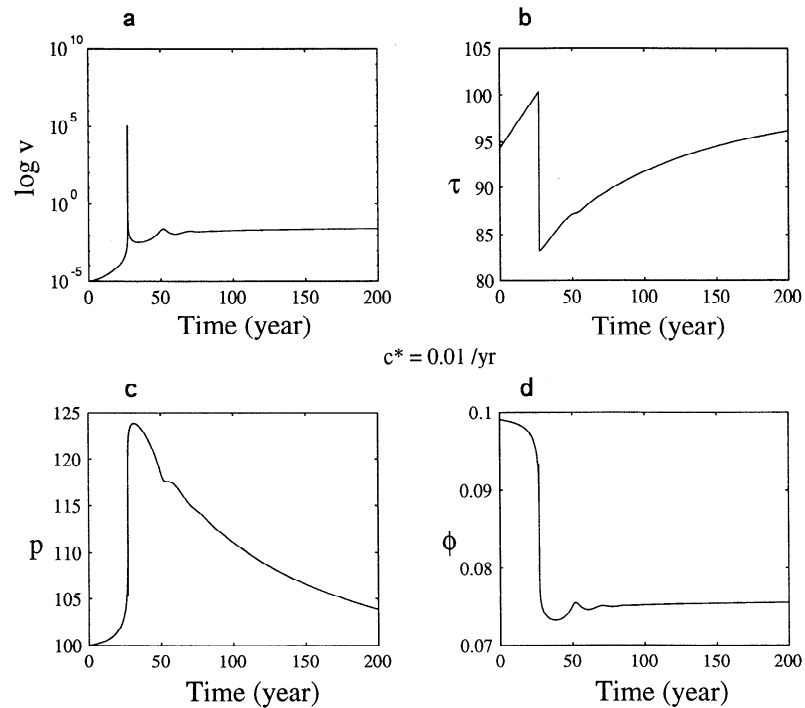 a
10^10
10^5
10^0
10^-5
log v
0 50 100 150 200
Time (year)
b
105
100
95
90
85
80
τ
0 50 100 150 200
Time (year)
c* = 0.01 /yr
c
125
120
115
110
105
100
p
0 50 100 150 200
Time (year)
d
0.1
0.09
0.08
0.07
ϕ
0 50 100 150 200
Time (year)